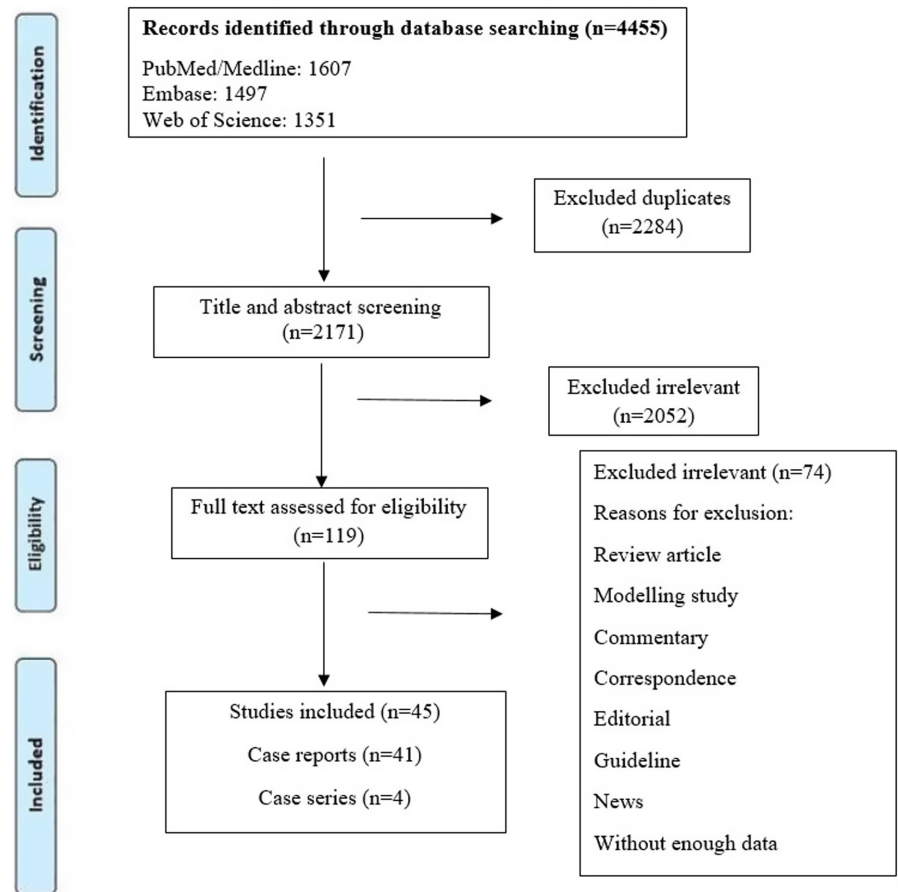 Identification
Records identified through database searching (n=4455)
PubMed/Medline: 1607
Embase: 1497
Web of Science: 1351
Excluded duplicates
(n=2284)
Screening
Title and abstract screening
(n=2171)
Excluded irrelevant
(n=2052)
Eligibility
Full text assessed for eligibility
(n=119)
Excluded irrelevant (n=74)
Reasons for exclusion:
Review article
Modelling study
Commentary
Correspondence
Editorial
Guideline
News
Without enough data
Included
Studies included (n=45)
Case reports (n=41)
Case series (n=4)